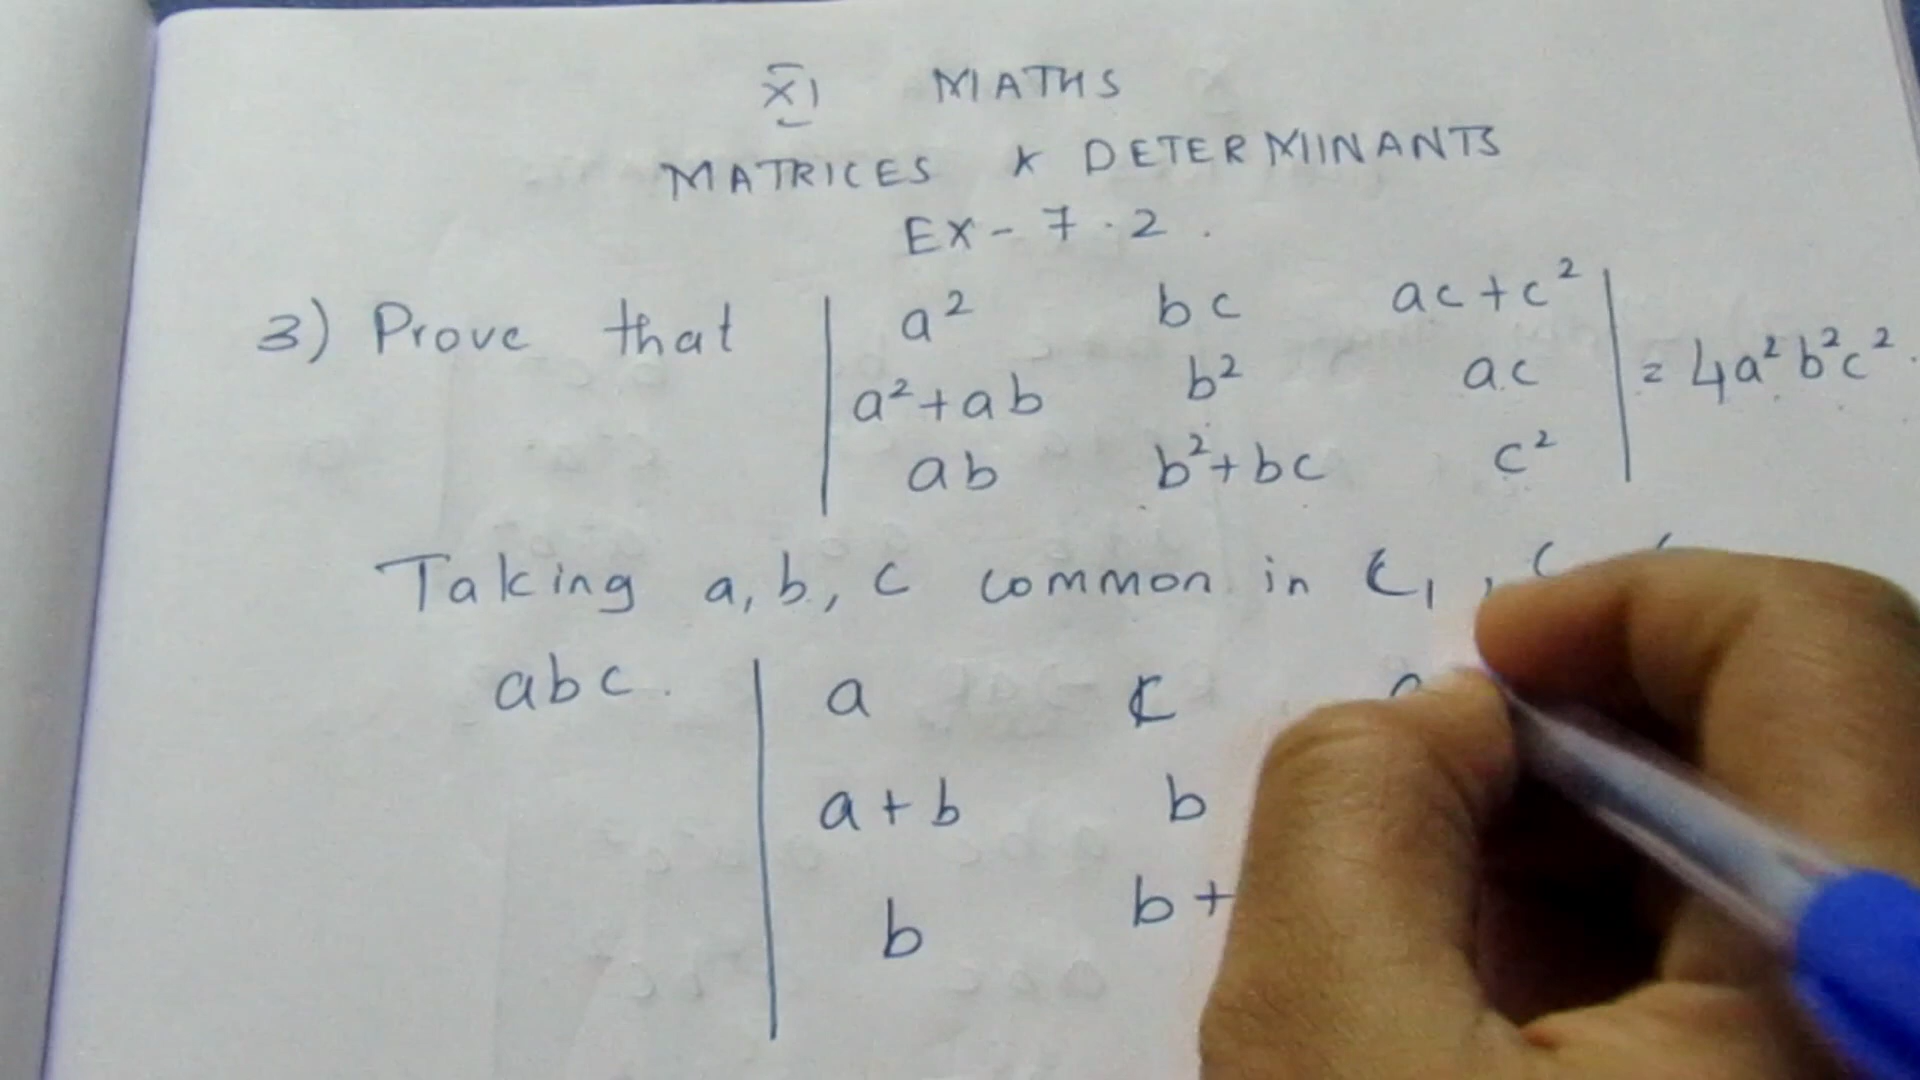 XI MATHS
MATRICES & DETERMINANTS
EX - 7.2.
3) Prove that | a² bc ac+c² |
| a²+ab b² ac | = 4a²b²c².
| ab b²+bc c² |
Taking a, b, c common in C₁, C
abc. | a c
| a+b b
| b b+